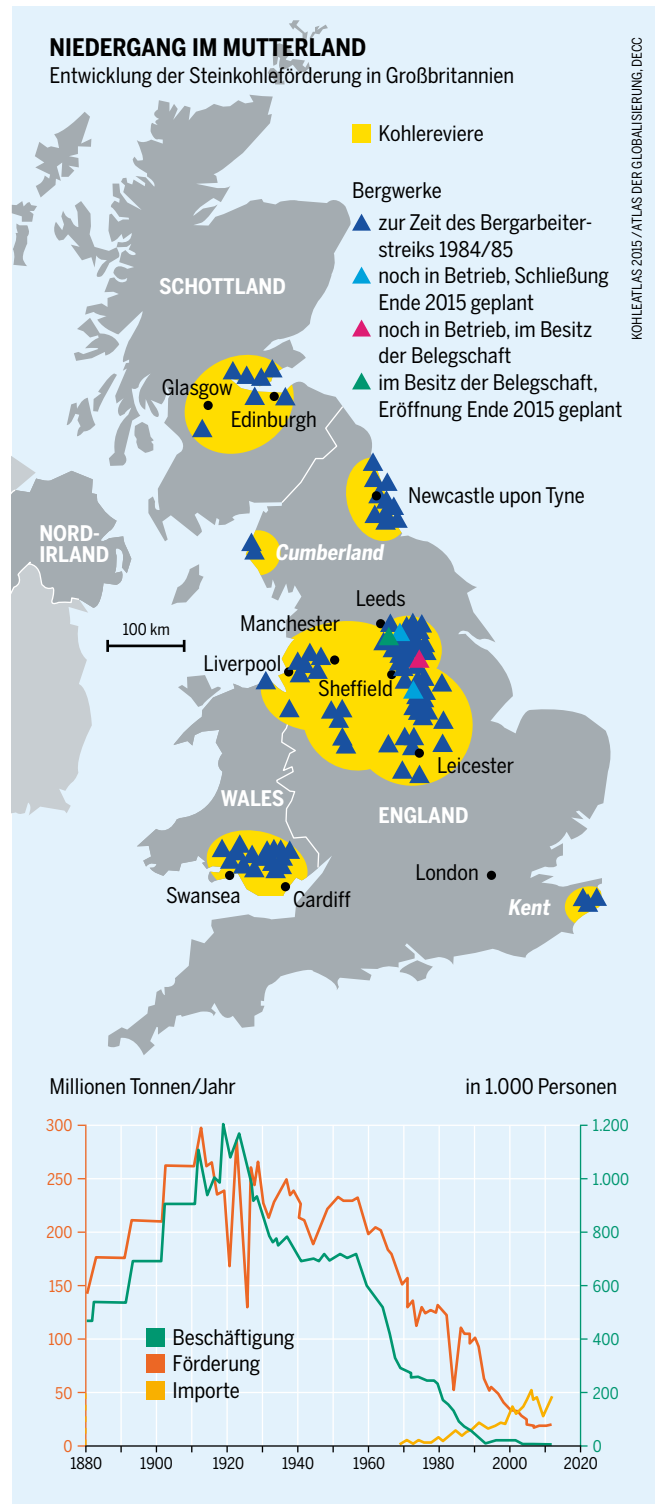 NIEDERGANG IM MUTTERLAND
Entwicklung der Steinkohleförderung in Großbritannien
KOHLEATLAS 2015 / ATLAS DER GLOBALISIERUNG, DECC
Kohlereviere
Bergwerke
zur Zeit des Bergarbeiter-
streiks 1984/85
noch in Betrieb, Schließung
Ende 2015 geplant
noch in Betrieb, im Besitz
der Belegschaft
im Besitz der Belegschaft,
Eröffnung Ende 2015 geplant
SCHOTTLAND
Glasgow
Edinburgh
Newcastle upon Tyne
NORD-
IRLAND
Cumberland
Leeds
100 km
Manchester
Liverpool
Sheffield
Leicester
WALES
ENGLAND
London
Swansea
Cardiff
Kent
Millionen Tonnen/Jahr
in 1.000 Personen
300
250
200
150
100
50
0
1.200
1.000
800
600
400
200
0
Beschäftigung
Förderung
Importe
1880
1900
1920
1940
1960
1980
2000
2020